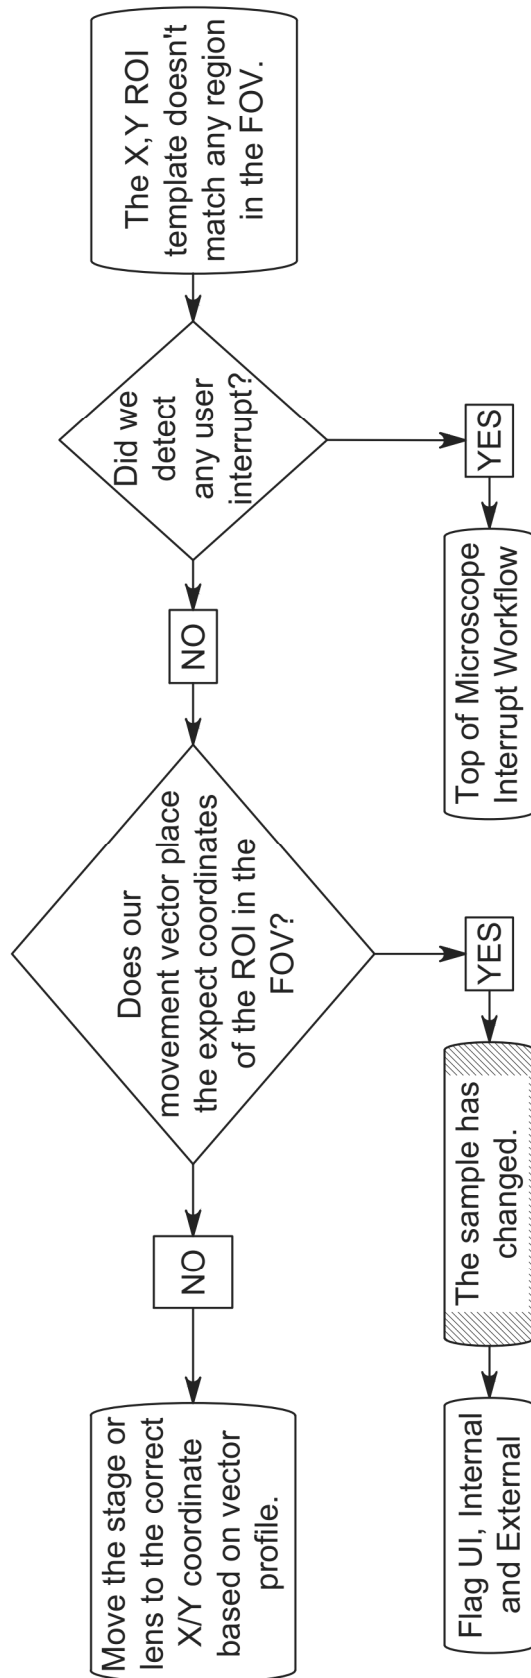 The X,Y ROI
template doesn't
match any region
in the FOV.
Did we
detect
any user
interrupt?
YES
Top of Microscope
Interrupt Workflow
NO
Does our
movement vector place
the expect coordinates
of the ROI in the
FOV?
YES
The sample has
changed.
Flag UI, Internal
and External
NO
Move the stage or
lens to the correct
X/Y coordinate
based on vector
profile.